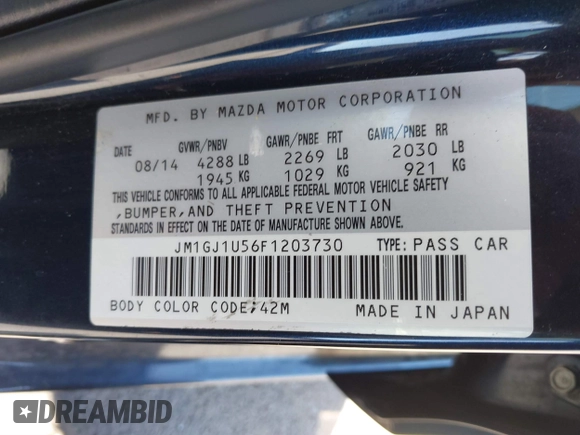 MFD. BY MAZDA MOTOR CORPORATION
DATE GVWR/PNBV GAWR/PNBE FRT GAWR/PNBE RR
08/14 4288 LB 2269 LB 2030 LB
1945 KG 1029 KG 921 KG
THIS VEHICLE CONFORMS TO ALL APPLICABLE FEDERAL MOTOR VEHICLE SAFETY
,BUMPER,AND THEFT PREVENTION
STANDARDS IN EFFECT ON THE DATE OF MANUFACTURE SHOWN ABOVE.
JM1GJ1U56F1203730 TYPE: PASS CAR
BODY COLOR CODE;42M MADE IN JAPAN
DREAMBID